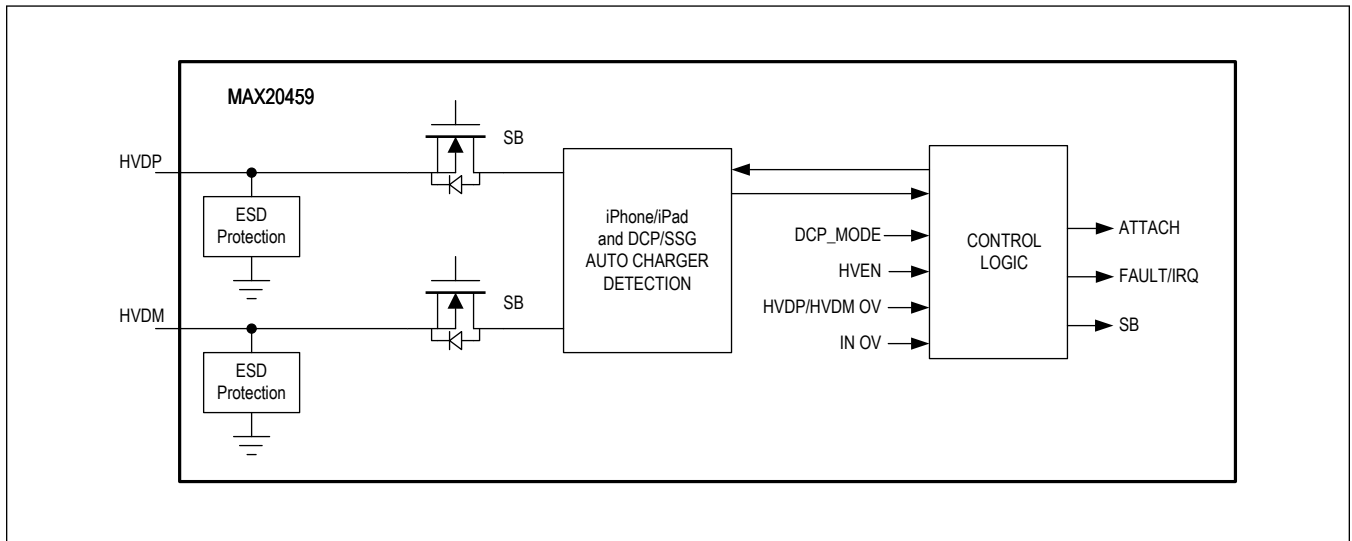 MAX20459
HVDP
SB
ESD
Protection
HVDM
SB
ESD
Protection
iPhone/iPad
and DCP/SSG
AUTO CHARGER
DETECTION
DCP_MODE
HVEN
HVDP/HVDM OV
IN OV
CONTROL
LOGIC
ATTACH
FAULT/IRQ
SB